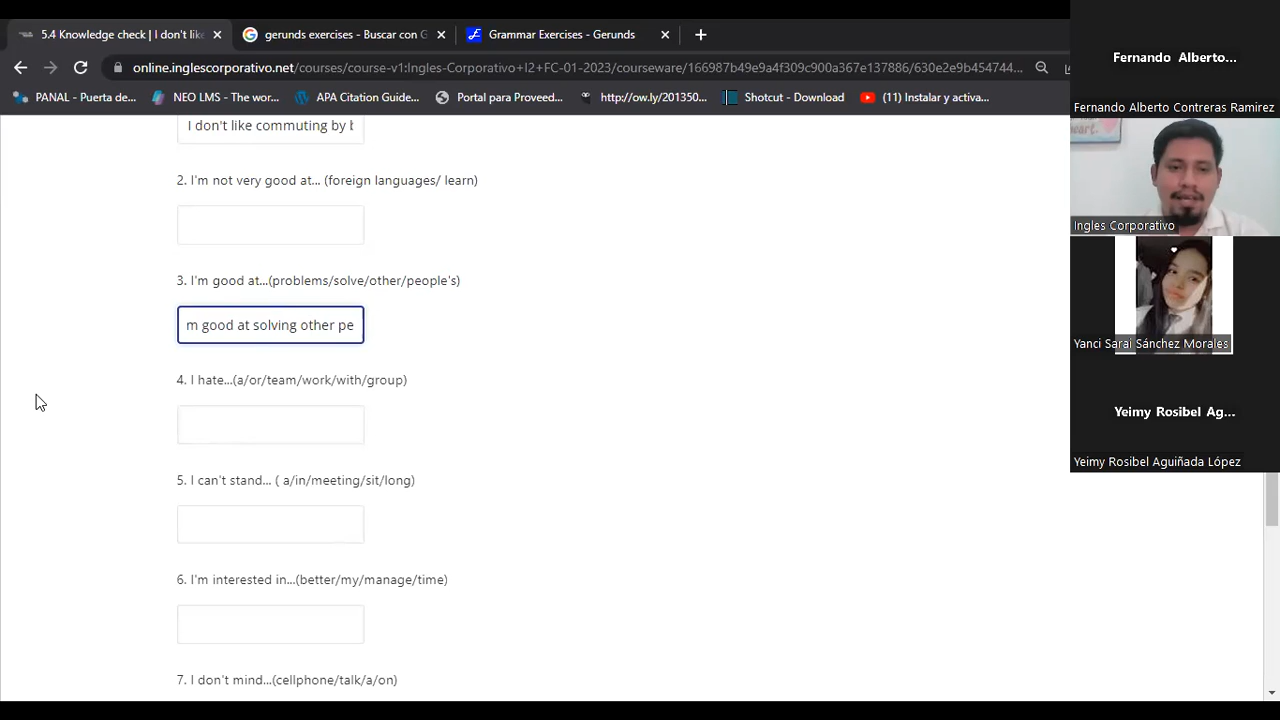 5.4 Knowledge check | I don't like
gerunds exercises - Buscar con G
Grammar Exercises - Gerunds
online.inglescorporativo.net/courses/course-v1:Ingles-Corporativo+I2+FC-01-2023/courseware/166987b49e9a4f309c900a367e137886/630e2e9b454744...
PANAL - Puerta de...
NEO LMS - The wor...
APA Citation Guide...
Portal para Proveed...
http://ow.ly/201350...
Shotcut - Download
(11) Instalar y activa...
I don't like commuting by b
2. I'm not very good at... (foreign languages/ learn)
3. I'm good at...(problems/solve/other/people's)
m good at solving other pe
4. I hate...(a/or/team/work/with/group)
5. I can't stand... ( a/in/meeting/sit/long)
6. I'm interested in...(better/my/manage/time)
7. I don't mind...(cellphone/talk/a/on)
Fernando Alberto...
Fernando Alberto Contreras Ramirez
heart.
Ingles Corporativo
Yanci Sarai Sánchez Morales
Yeimy Rosibel Ag...
Yeimy Rosibel Aguiñada López